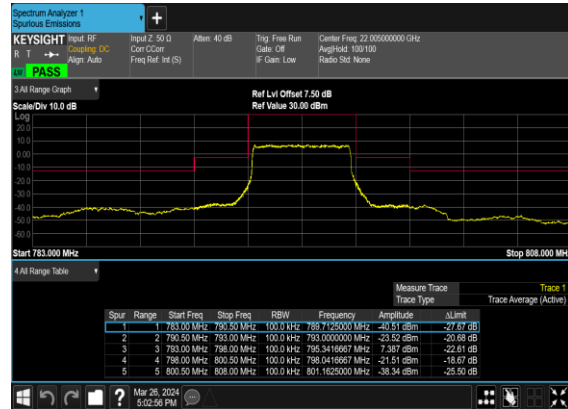 Spectrum Analyzer 1
Spurious Emissions
+
KEYSIGHT Input: RF Input Z: 50 Ω Atten: 40 dB Trig: Free Run Center Freq: 22.005000000 GHz
R T Coupling: DC Corr CCorr Gate: Off Avg|Hold: 100/100
Align: Auto Freq Ref: Int (S) IF Gain: Low Radio Std: None
PASS
3 All Range Graph
Ref Lvl Offset 7.50 dB
Scale/Div 10.0 dB Ref Value 30.00 dBm
Log
20.0
10.0
0.00
-10.0
-20.0
-30.0
-40.0
-50.0
-60.0
Start 783.000 MHz Stop 808.000 MH
4 All Range Table
Measure Trace Trace 1
Trace Type Trace Average (Active)
Spur Range Start Freq Stop Freq RBW Frequency Amplitude ΔLimit
1 1 783.00 MHz 790.50 MHz 100.0 kHz 789.7125000 MHz -40.51 dBm -27.67 dB
2 2 790.50 MHz 793.00 MHz 100.0 kHz 793.0000000 MHz -23.52 dBm -20.68 dB
3 3 793.00 MHz 798.00 MHz 100.0 kHz 795.3416667 MHz 7.387 dBm -22.61 dB
4 4 798.00 MHz 800.50 MHz 100.0 kHz 798.0416667 MHz -21.51 dBm -18.67 dB
5 5 800.50 MHz 808.00 MHz 100.0 kHz 801.1625000 MHz -38.34 dBm -25.50 dB
? Mar 26, 2024
5:02:56 PM